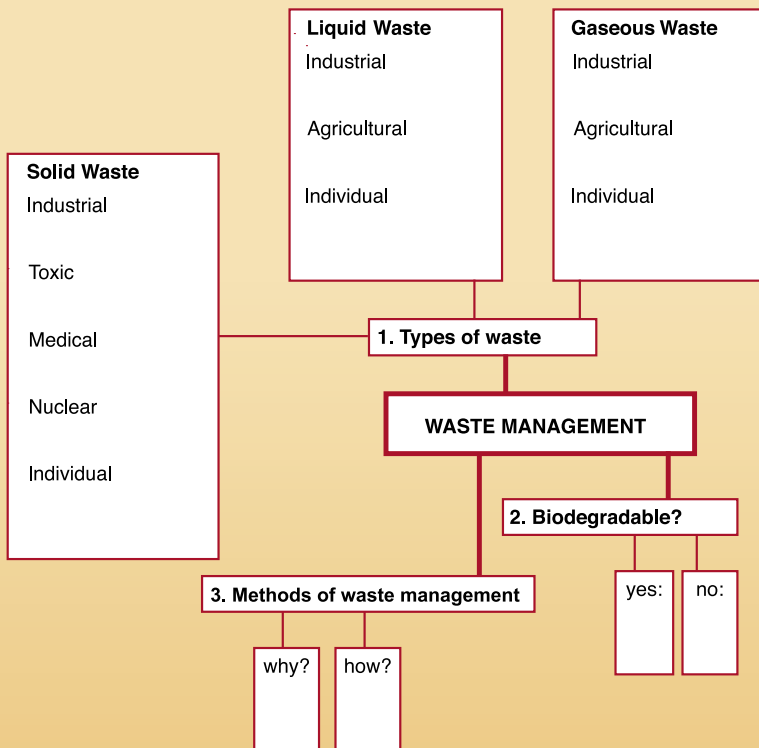 Liquid Waste
Industrial
Agricultural
Individual
Gaseous Waste
Industrial
Agricultural
Individual
Solid Waste
Industrial
Toxic
Medical
Nuclear
Individual
1. Types of waste
WASTE MANAGEMENT
2. Biodegradable?
yes:
no:
3. Methods of waste management
why?
how?